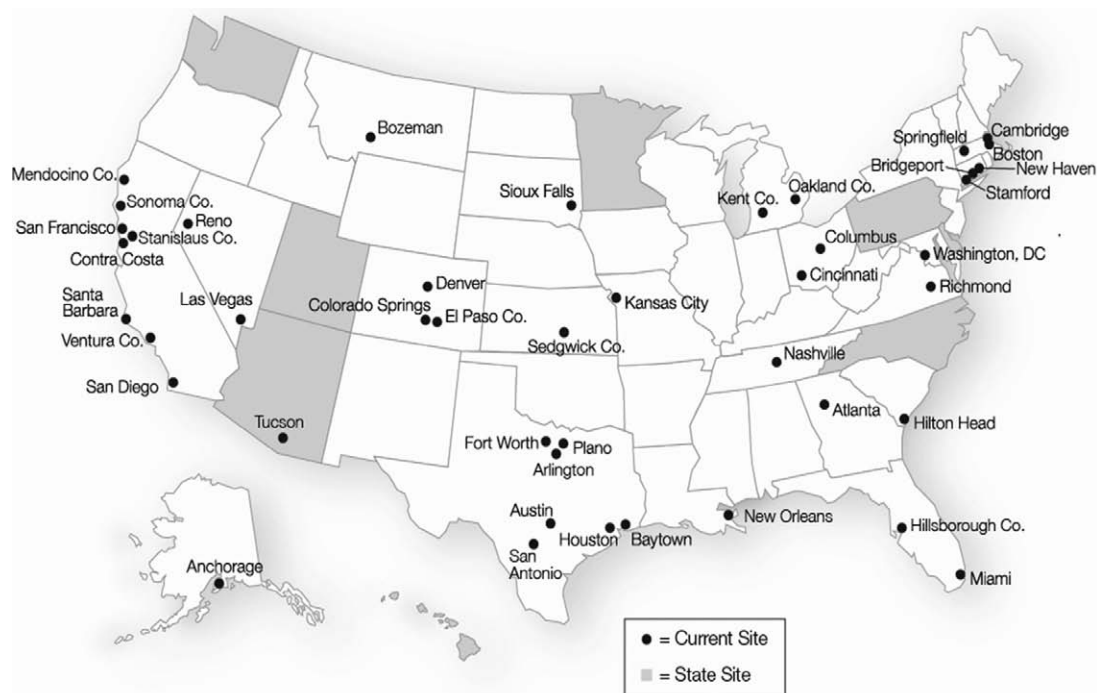 Bozeman
Cambridge
Springfield
Boston
Bridgeport
New Haven
Stamford
Mendocino Co.
Sioux Falls
Oakland Co.
Kent Co.
Sonoma Co.
Reno
San Francisco
Stanislaus Co.
Contra Costa
Columbus
Washington, DC
Cincinnati
Denver
Richmond
Santa
Barbara
Las Vegas
Colorado Springs
El Paso Co.
Kansas City
Ventura Co.
Sedgwick Co.
Nashville
San Diego
Atlanta
Hilton Head
Tucson
Fort Worth
Plano
Arlington
Austin
New Orleans
Hillsborough Co.
Houston
Baytown
San
Antonio
Anchorage
Miami
= Current Site
= State Site